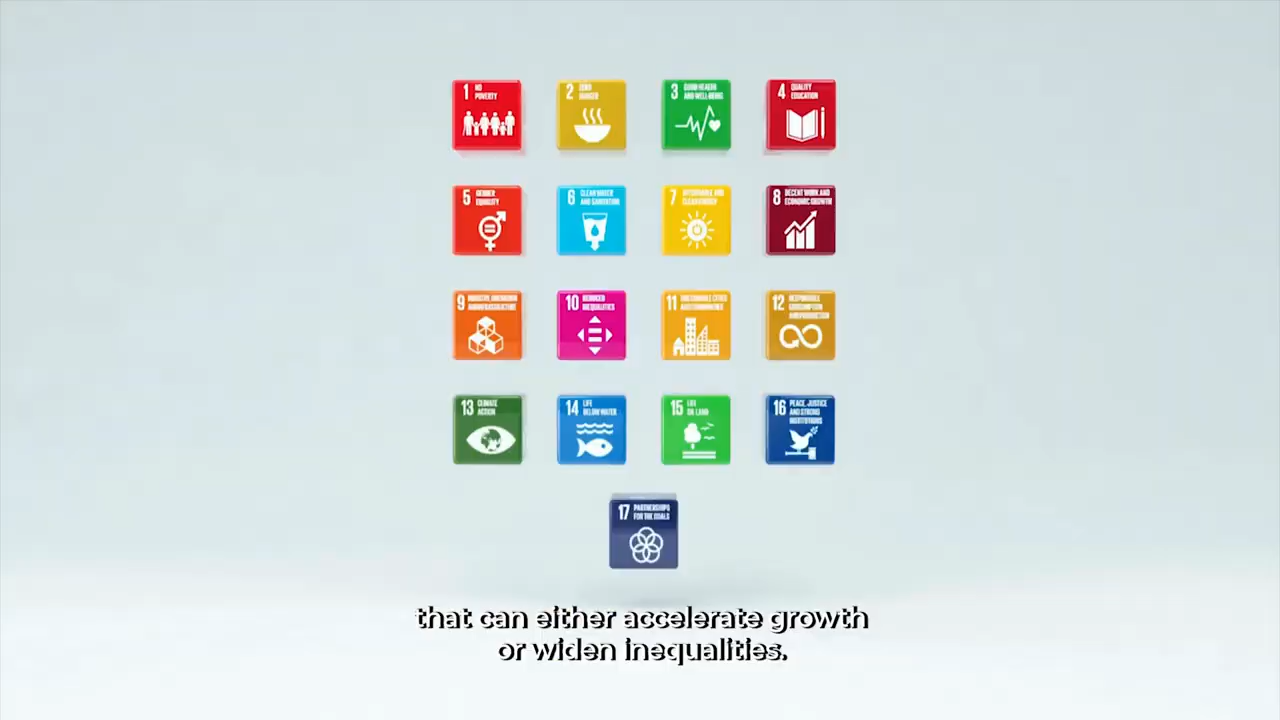 1 NO
POVERTY
2 ZERO
HUNGER
3 GOOD HEALTH
AND WELL-BEING
4 QUALITY
EDUCATION
5 GENDER
EQUALITY
6 CLEAN WATER
AND SANITATION
7 AFFORDABLE AND
CLEAN ENERGY
8 DECENT WORK AND
ECONOMIC GROWTH
9 INDUSTRY, INNOVATION
AND INFRASTRUCTURE
10 REDUCED
INEQUALITIES
11 SUSTAINABLE CITIES
AND COMMUNITIES
12 RESPONSIBLE
CONSUMPTION
AND PRODUCTION
13 CLIMATE
ACTION
14 LIFE
BELOW WATER
15 LIFE
ON LAND
16 PEACE, JUSTICE
AND STRONG
INSTITUTIONS
17 PARTNERSHIPS
FOR THE GOALS
that can either accelerate growth
or widen inequalities.